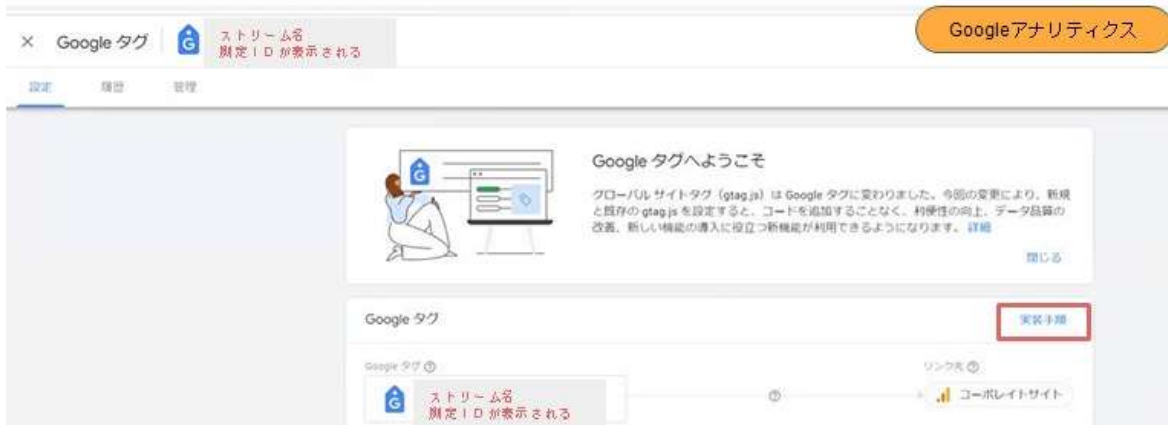 Googleアナリティクス
× Google タグ
ストリーム名
測定IDが表示される
設定 履歴 管理
Google タグへようこそ
グローバル サイトタグ（gtag.js）は Google タグに変わりました。今回の変更により、新規
と既存の gtag.js を設定すると、コードを追加することなく、利便性の向上、データ品質の
改善、新しい機能の導入に役立つ新機能が利用できるようになります。 詳細
閉じる
Google タグ 実装手順
Google タグ リンク先
ストリーム名
測定IDが表示される
コーポレイトサイト